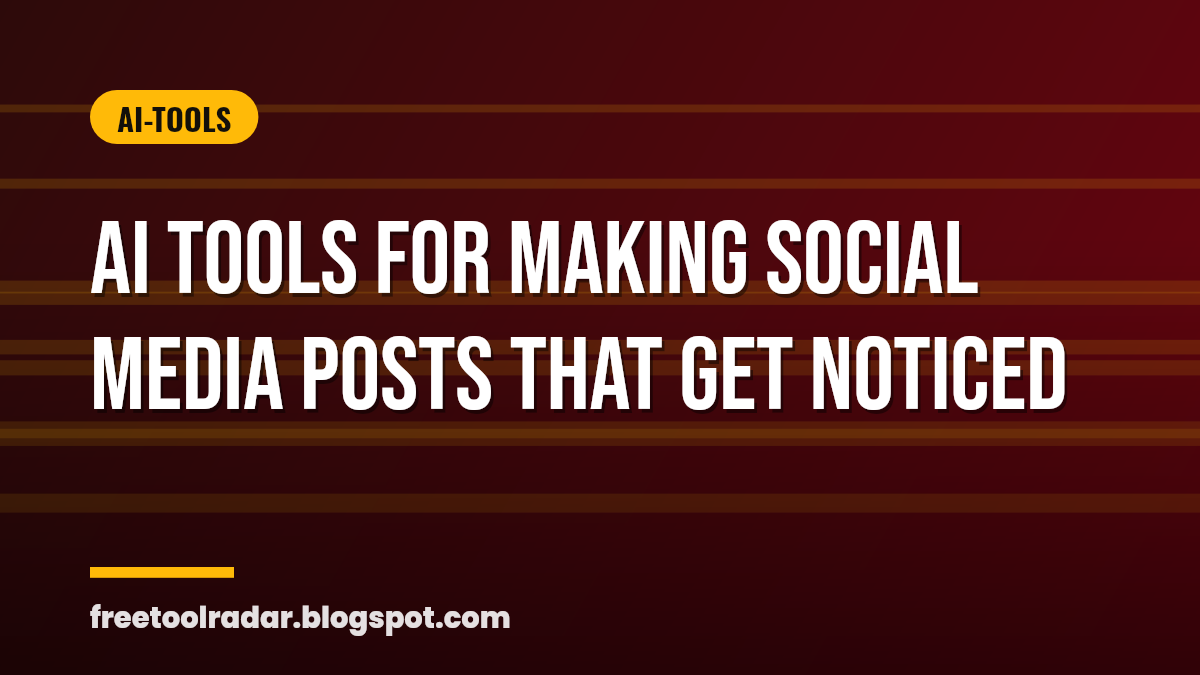 AI-TOOLS
AI TOOLS FOR MAKING SOCIAL
MEDIA POSTS THAT GET NOTICED
freetoolradar.blogspot.com